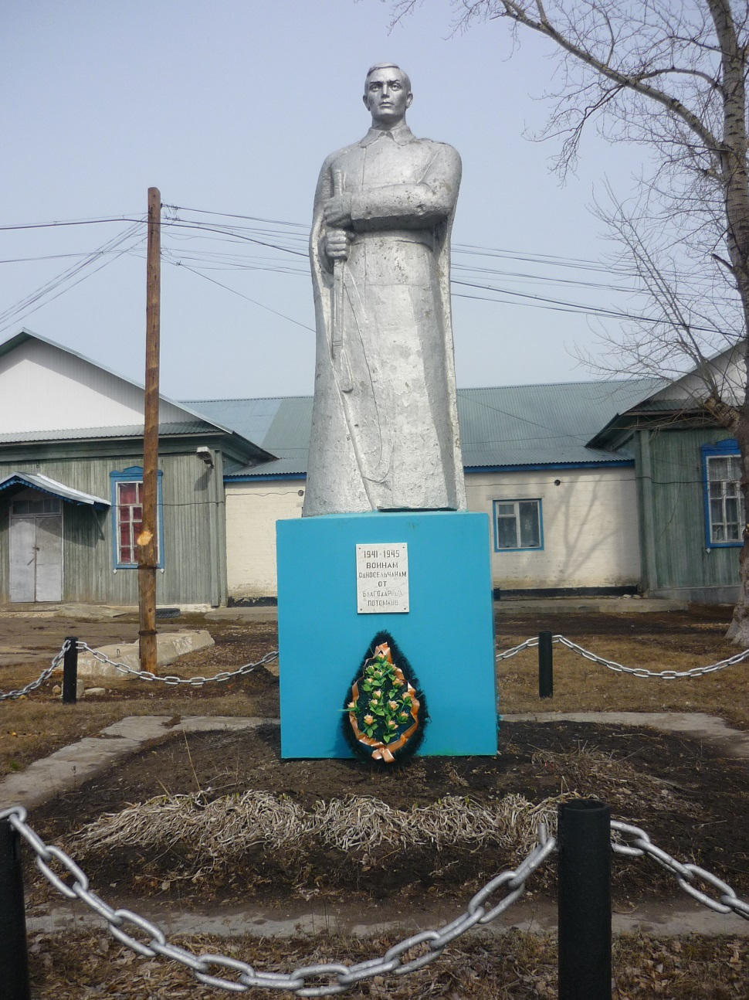 1941-1945
ВОИНАМ
ОДНОСЕЛЬЧАНАМ
ОТ
БЛАГОДАРНЫХ
ПОТОМКОВ